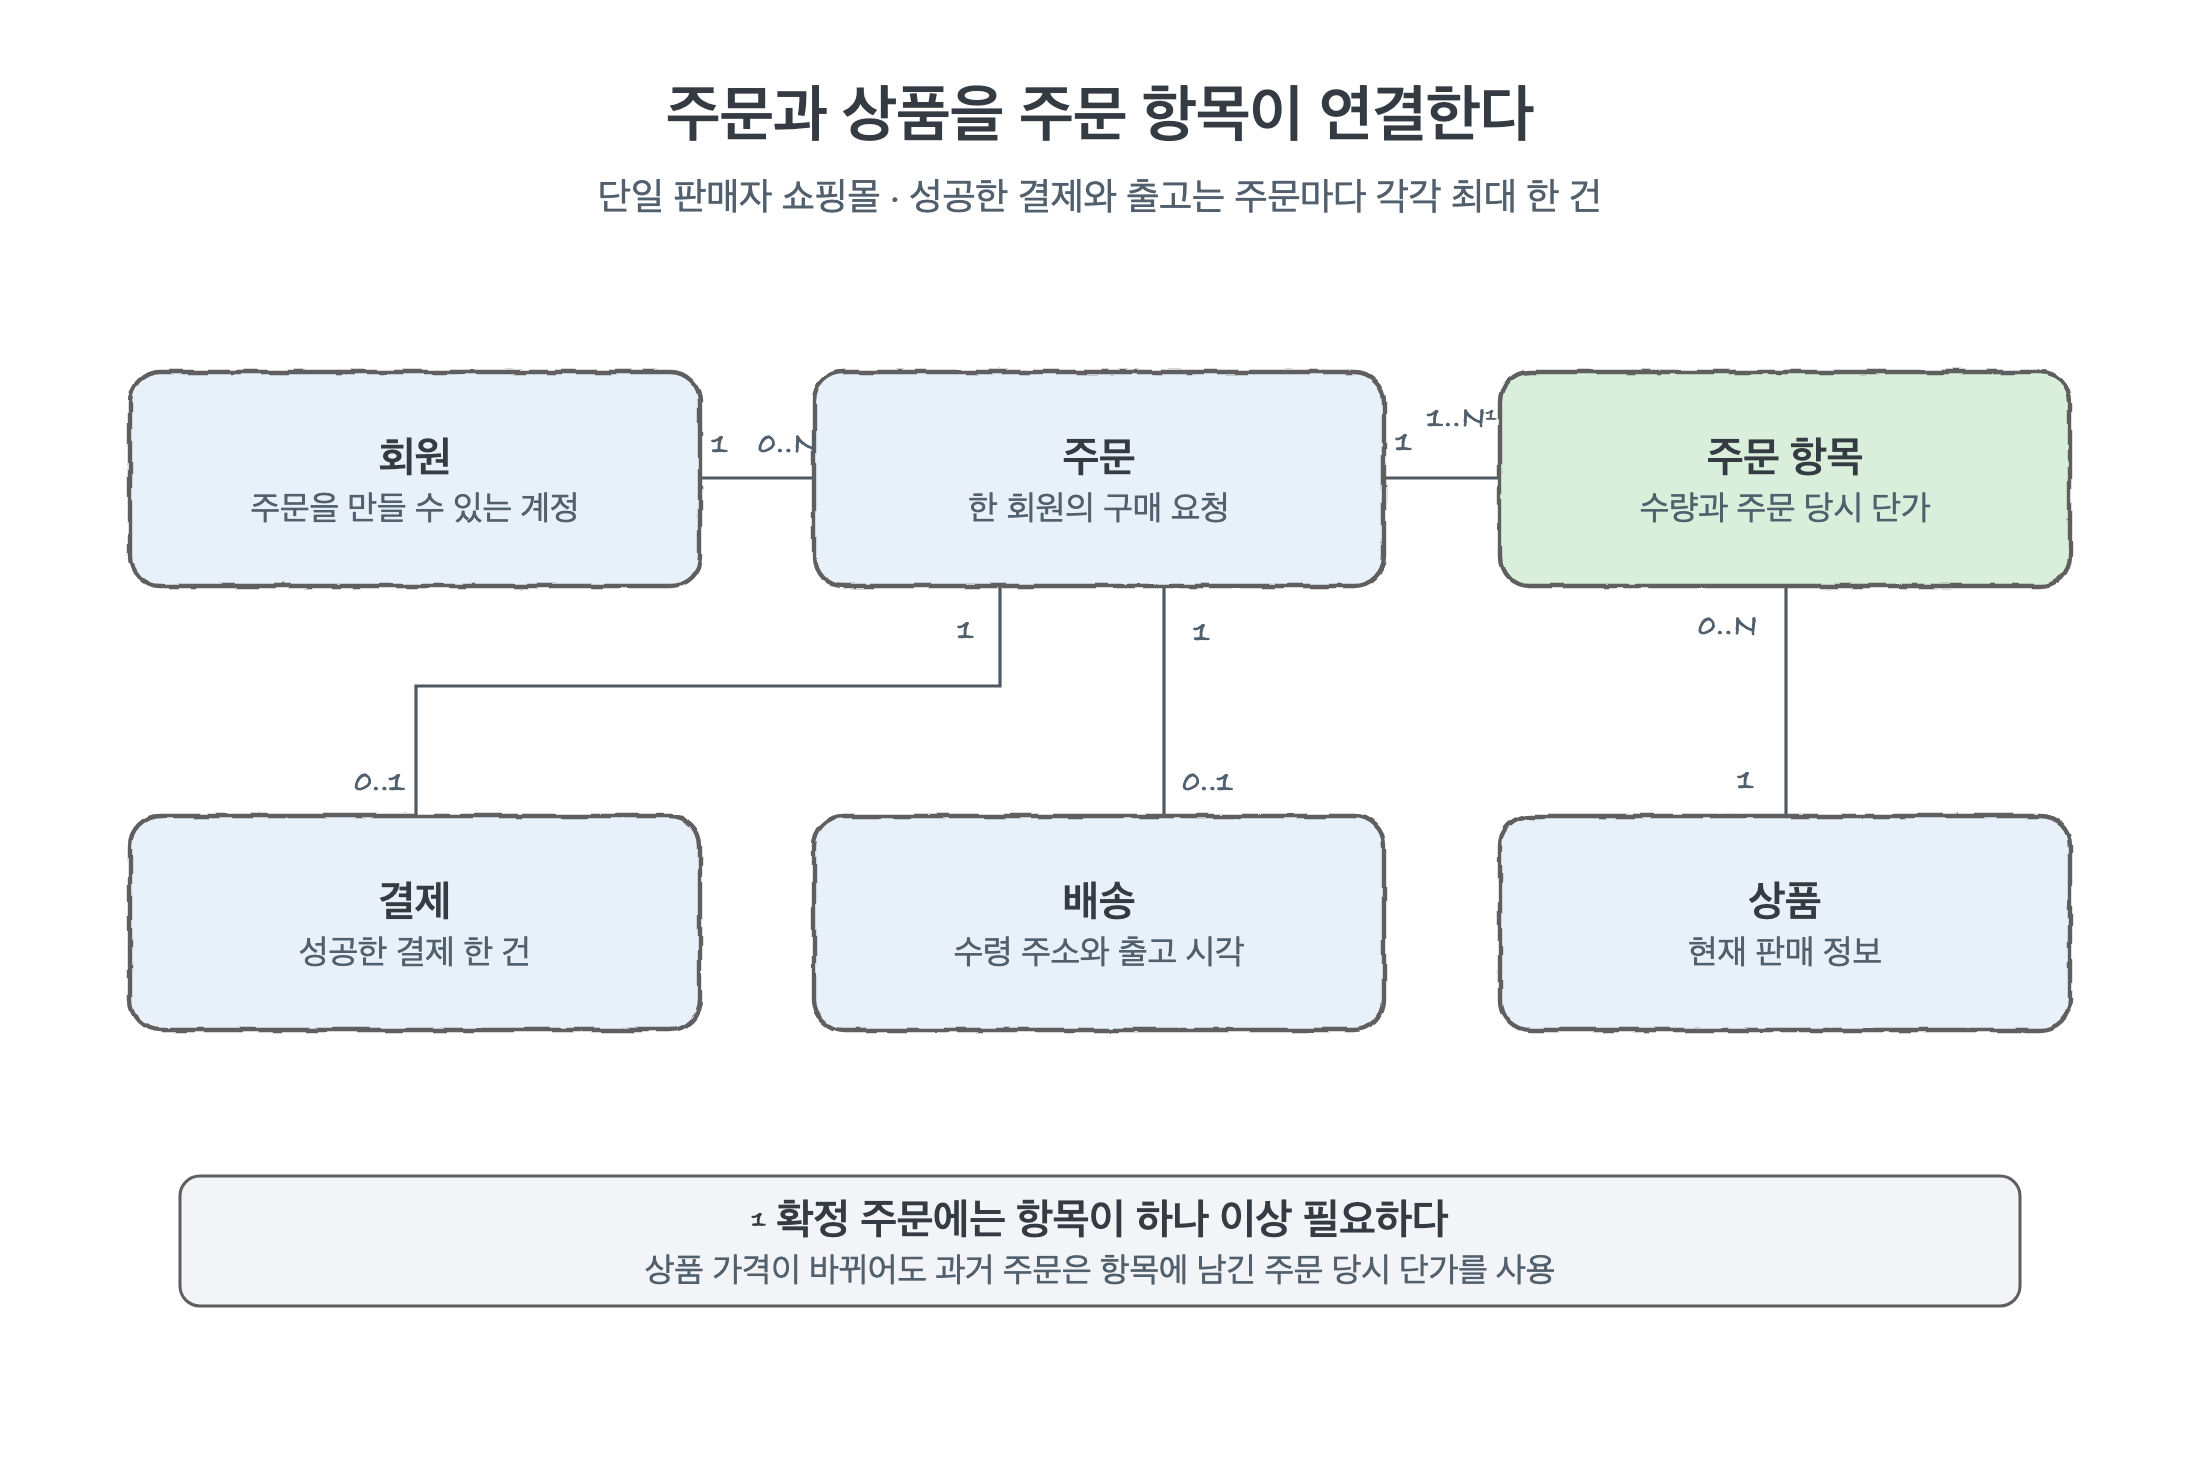 주문과 상품을 주문 항목이 연결한다
단일 판매자 쇼핑몰 · 성공한 결제와 출고는 주문마다 각각 최대 한 건
회원
주문을 만들 수 있는 계정
1
0..N
주문
한 회원의 구매 요청
1
1..N¹
주문 항목
수량과 주문 당시 단가
1
1
0..N
0..1
0..1
1
결제
성공한 결제 한 건
배송
수령 주소와 출고 시각
상품
현재 판매 정보
¹ 확정 주문에는 항목이 하나 이상 필요하다
상품 가격이 바뀌어도 과거 주문은 항목에 남긴 주문 당시 단가를 사용